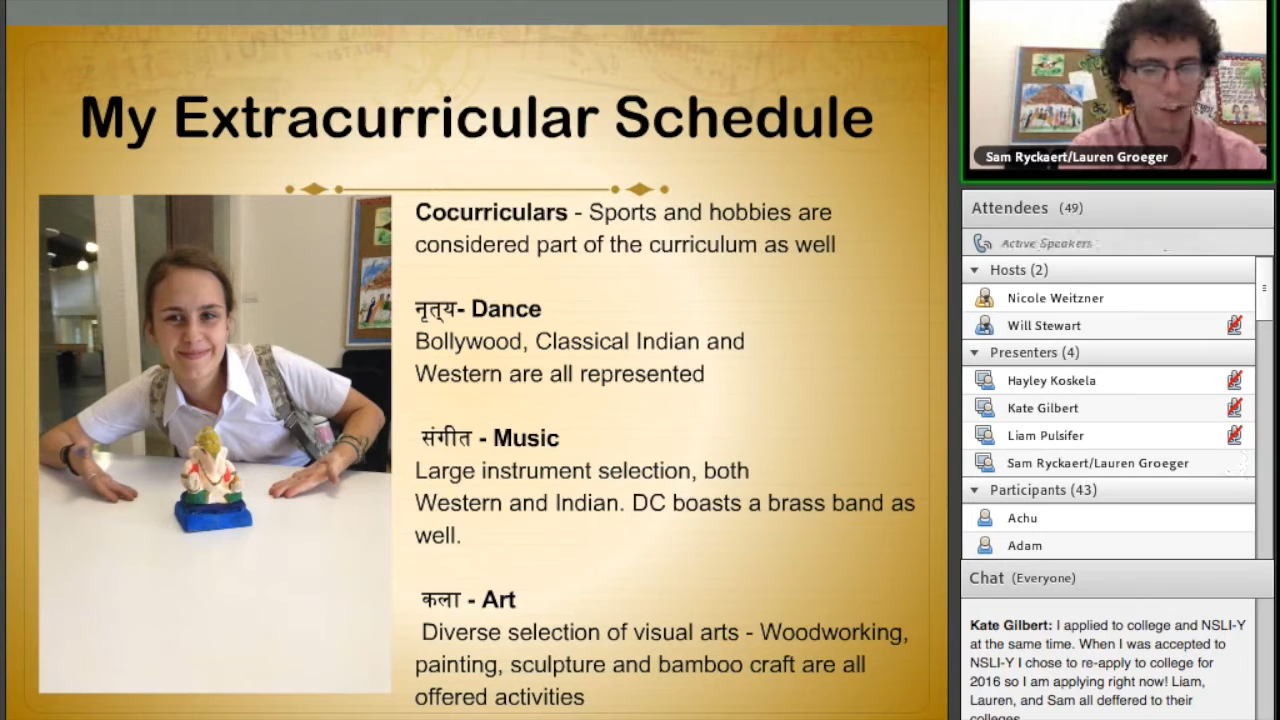 My Extracurricular Schedule
Cocurriculars - Sports and hobbies are
considered part of the curriculum as well
नृत्य- Dance
Bollywood, Classical Indian and
Western are all represented
संगीत - Music
Large instrument selection, both
Western and Indian. DC boasts a brass band as
well.
कला - Art
Diverse selection of visual arts - Woodworking,
painting, sculpture and bamboo craft are all
offered activities
Sam Ryckaert/Lauren Groeger
Attendees (49)
Active Speakers
Hosts (2)
Nicole Weitzner
Will Stewart
Presenters (4)
Hayley Koskela
Kate Gilbert
Liam Pulsifer
Sam Ryckaert/Lauren Groeger
Participants (43)
Achu
Adam
Chat (Everyone)
Kate Gilbert: I applied to college and NSLI-Y
at the same time. When I was accepted to
NSLI-Y I chose to re-apply to college for
2016 so I am applying right now! Liam,
Lauren, and Sam all deffered to their
colleges